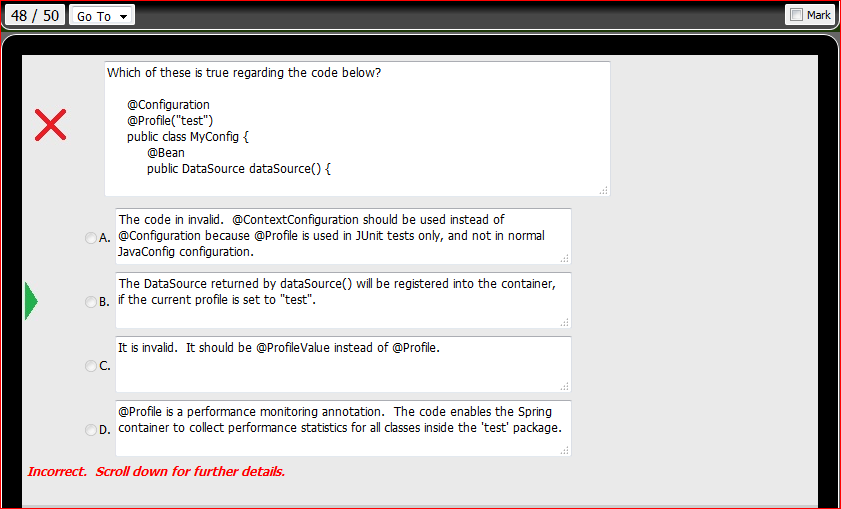 48 / 50 Go To Mark
Which of these is true regarding the code below?
@Configuration
@Profile("test")
public class MyConfig {
@Bean
public DataSource dataSource() {
A. The code in invalid. @ContextConfiguration should be used instead of
@Configuration because @Profile is used in JUnit tests only, and not in normal
JavaConfig configuration.
B. The DataSource returned by dataSource() will be registered into the container,
if the current profile is set to "test".
C. It is invalid. It should be @ProfileValue instead of @Profile.
D. @Profile is a performance monitoring annotation. The code enables the Spring
container to collect performance statistics for all classes inside the 'test' package.
Incorrect. Scroll down for further details.